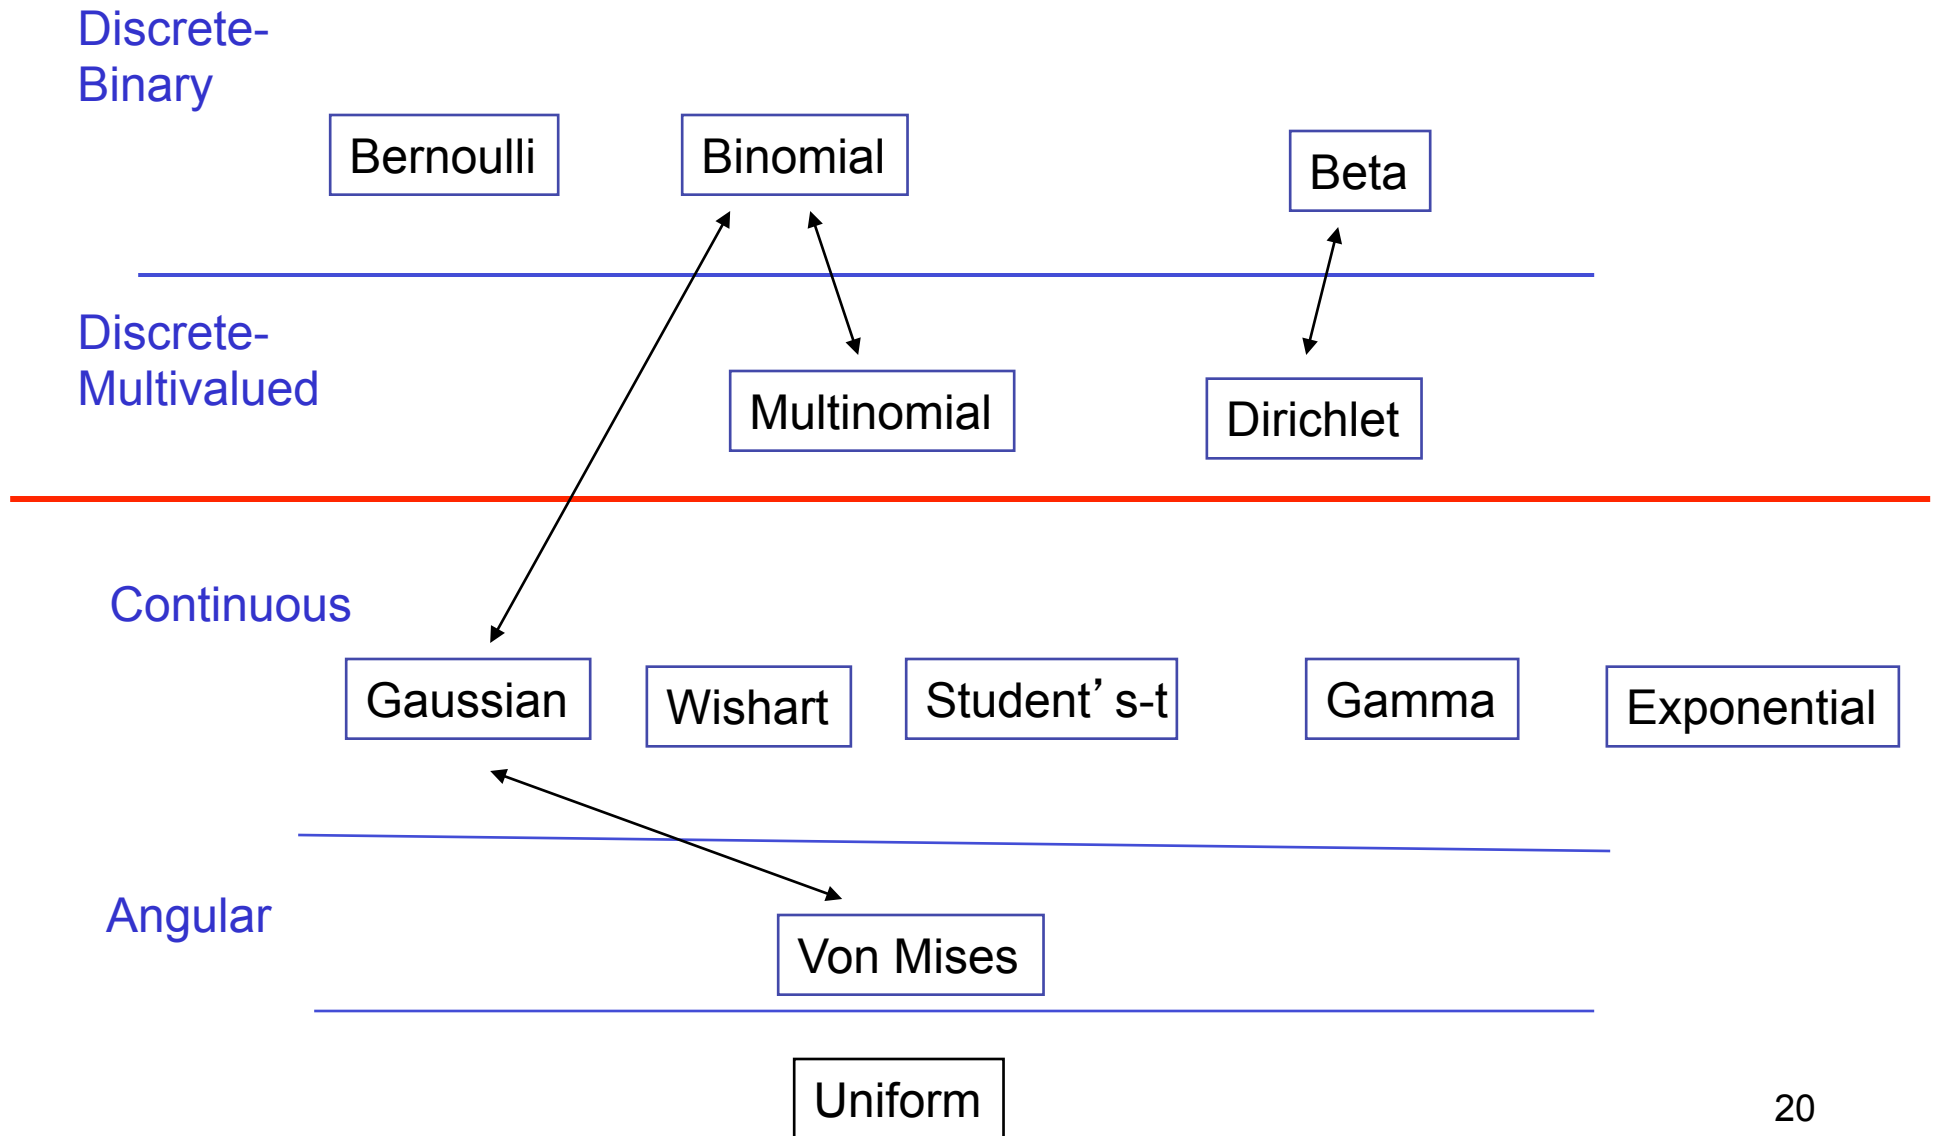 Discrete-
Binary
Bernoulli
Binomial
Beta
Discrete-
Multivalued
Multinomial
Dirichlet
Continuous
Gaussian
Wishart
Student’s-t
Gamma
Exponential
Angular
Von Mises
Uniform
20